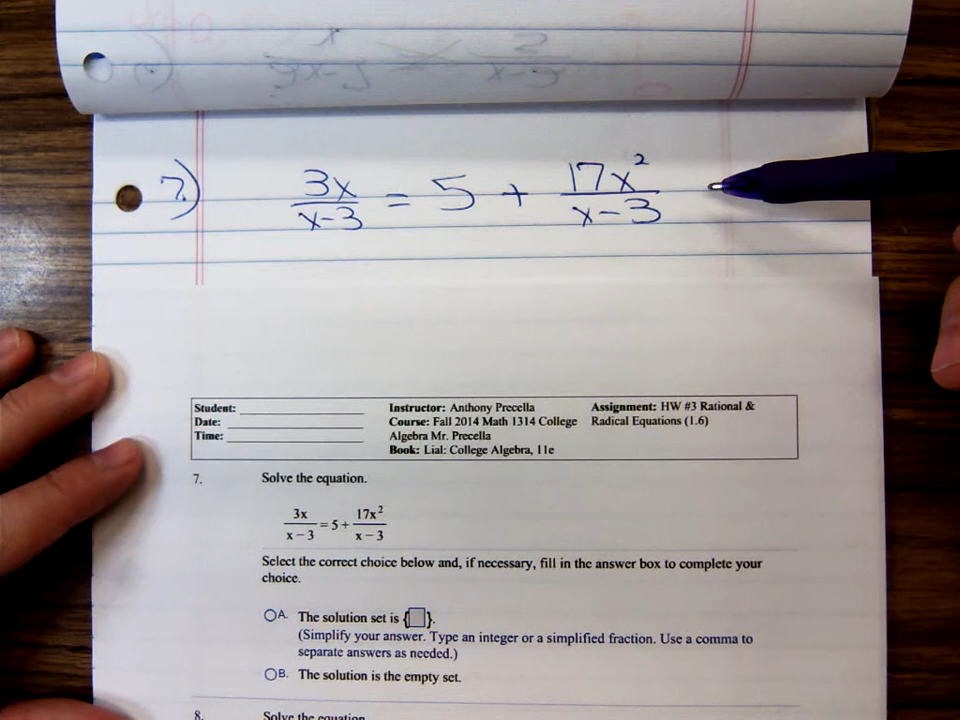 7.) 3x/x-3 = 5 + 17x²/x-3
Student: Instructor: Anthony Precella Assignment: HW #3 Rational &
Date: Course: Fall 2014 Math 1314 College Radical Equations (1.6)
Time: Algebra Mr. Precella
Book: Lial: College Algebra, 11e
7. Solve the equation.
3x/x-3 = 5 + 17x²/x-3
Select the correct choice below and, if necessary, fill in the answer box to complete your
choice.
A. The solution set is { }.
(Simplify your answer. Type an integer or a simplified fraction. Use a comma to
separate answers as needed.)
B. The solution is the empty set.
8. Solve the equation